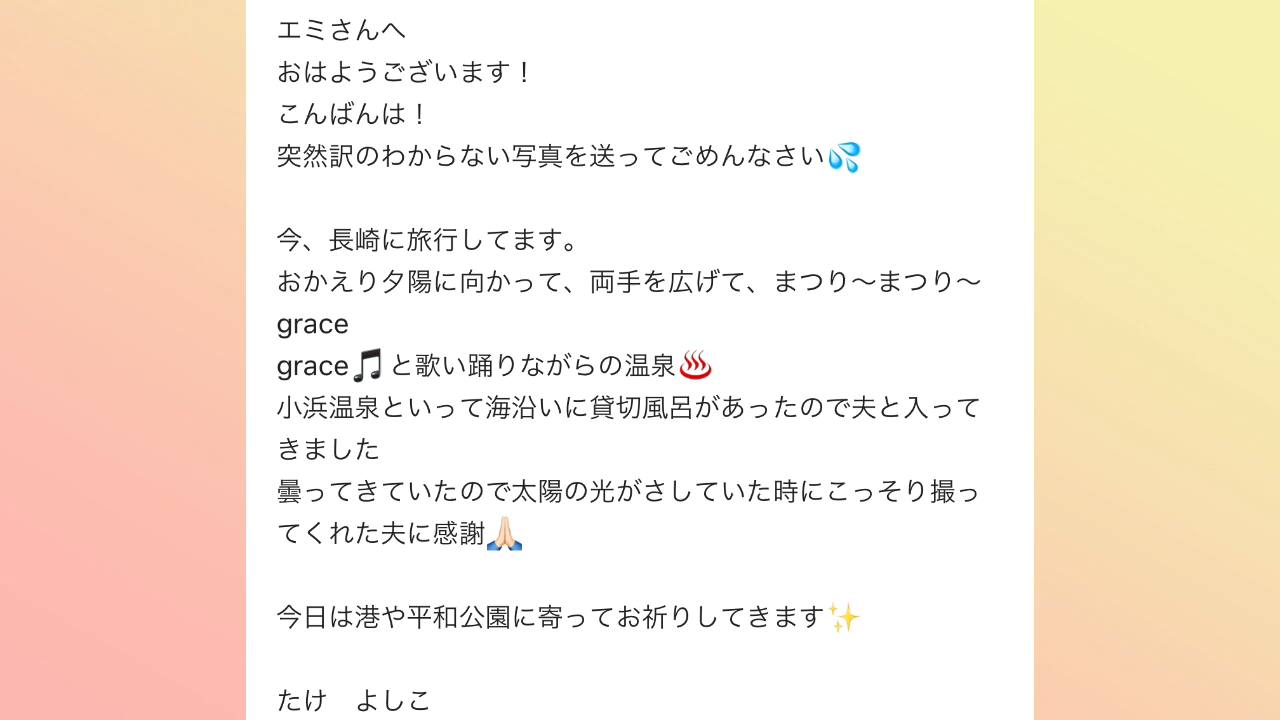 エミさんへ
おはようございます！
こんばんは！
突然訳のわからない写真を送ってごめんなさい💦
今、長崎に旅行してます。
おかえり夕陽に向かって、両手を広げて、まつり〜まつり〜
grace
grace🎵と歌い踊りながらの温泉♨️
小浜温泉といって海沿いに貸切風呂があったので夫と入って
きました
曇ってきていたので太陽の光がさしていた時にこっそり撮っ
てくれた夫に感謝🙏🏻
今日は港や平和公園に寄ってお祈りしてきます✨
たけ　よしこ